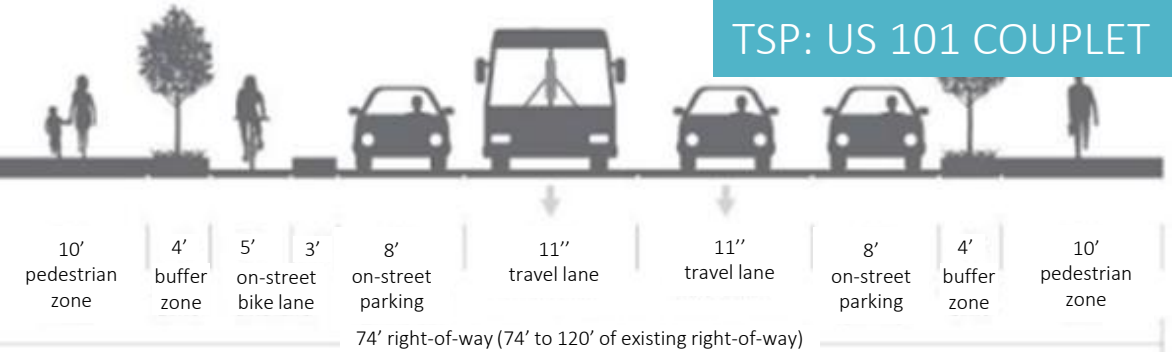 TSP: US 101 COUPLET
10’
pedestrian
zone
4’
buffer
zone
5’
3’
on-street
bike lane
8’
on-street
parking
11’’
travel lane
11’’
travel lane
8’
on-street
parking
4’
buffer
zone
10’
pedestrian
zone
74’ right-of-way (74’ to 120’ of existing right-of-way)